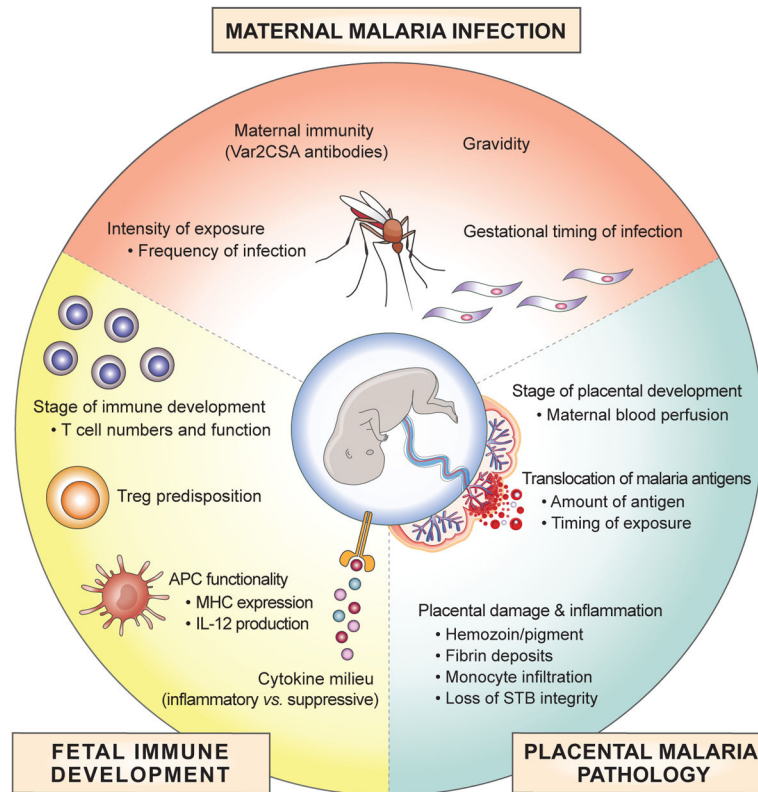 MATERNAL MALARIA INFECTION
Maternal immunity
(Var2CSA antibodies)
Gravidity
Intensity of exposure
• Frequency of infection
Gestational timing of infection
Stage of immune development
• T cell numbers and function
Treg predisposition
APC functionality
• MHC expression
• IL-12 production
Cytokine milieu
(inflammatory vs. suppressive)
Stage of placental development
• Maternal blood perfusion
Translocation of malaria antigens
• Amount of antigen
• Timing of exposure
Placental damage & inflammation
• Hemozoin/pigment
• Fibrin deposits
• Monocyte infiltration
• Loss of STB integrity
FETAL IMMUNE
DEVELOPMENT
PLACENTAL MALARIA
PATHOLOGY